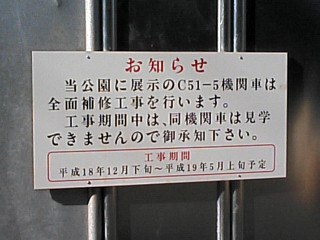 お知らせ
当公園に展示のC51-5機関車は
全面補修工事を行います。
工事期間中は、同機関車は見学
できませんので御承知下さい。
工事期間
平成18年12月下旬～平成19年5月上旬予定